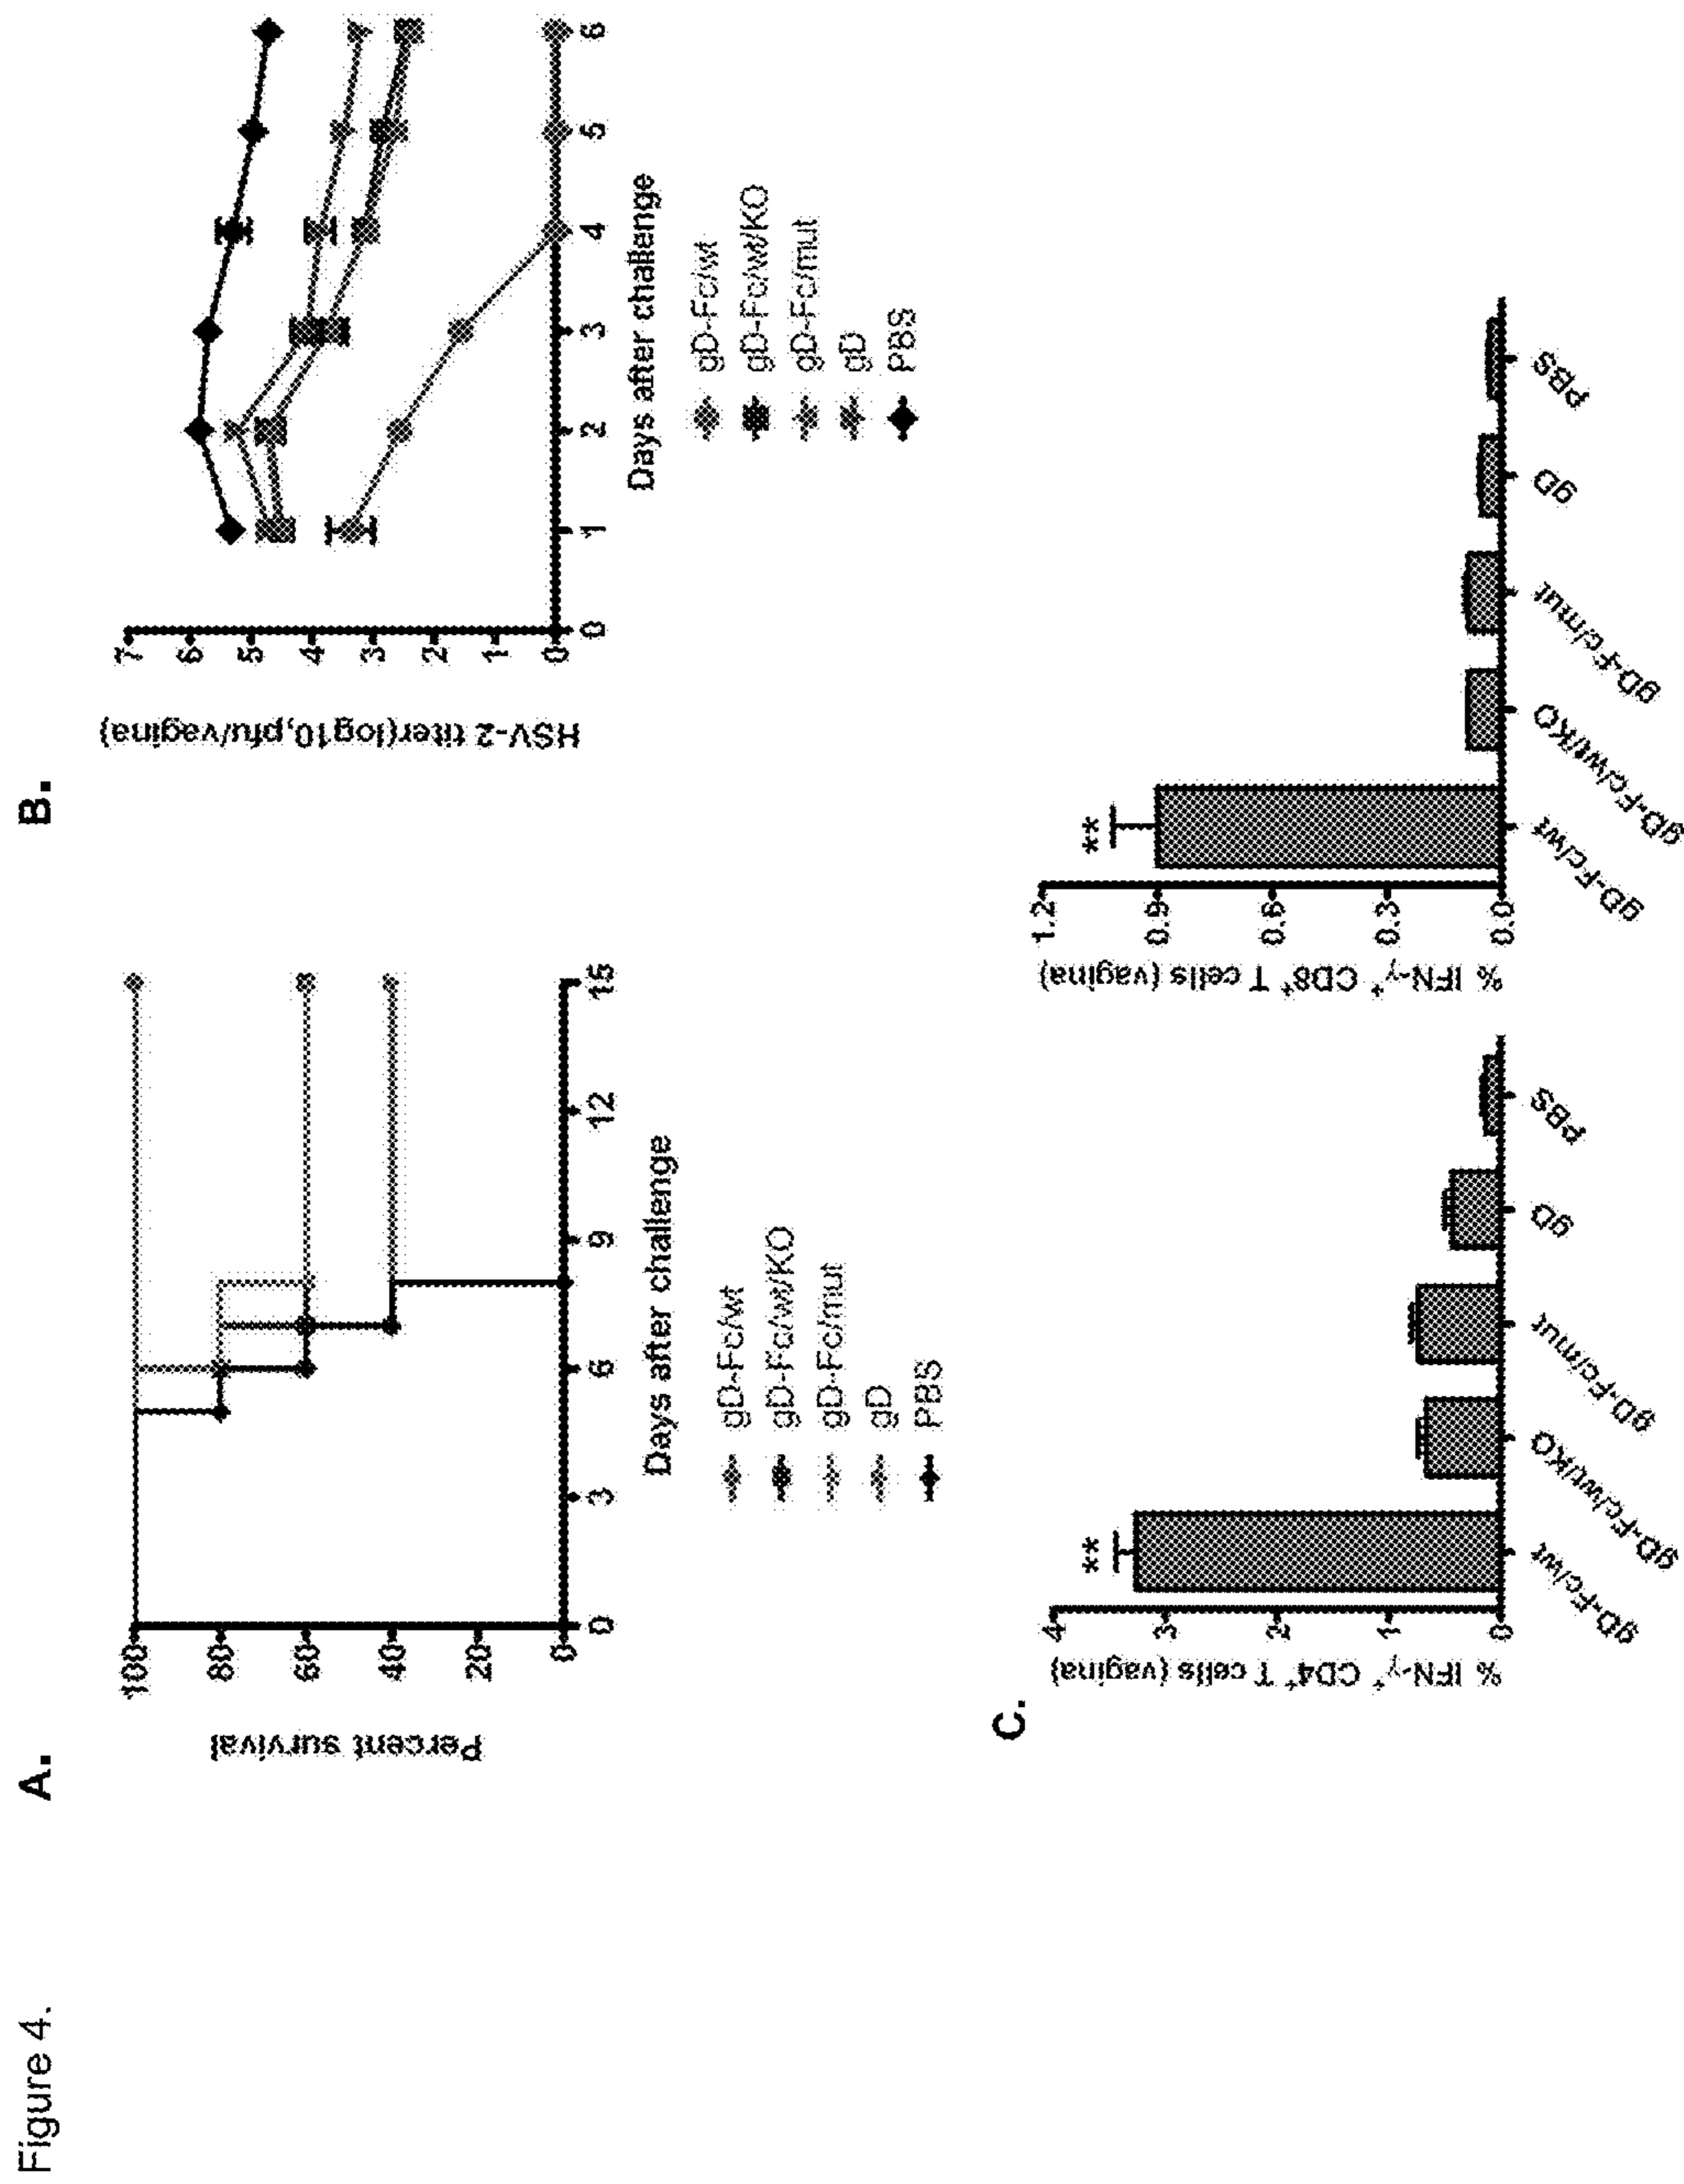 Figure 4.
A.
Percent survival
100
80
60
40
20
0
0 3 6 9 12 15
Days after challenge
gD-Fc/wt
gD-Fc/wt/KO
gD-Fc/mut
gD
PBS
B.
HSV-2 titer(log10,pfu/vagina)
7
6
5
4
3
2
1
0
0 1 2 3 4 5 6
Days after challenge
gD-Fc/wt
gD-Fc/wt/KO
gD-Fc/mut
gD
PBS
C.
% IFN-γ⁺ CD4⁺ T cells (vagina)
4
3
2
1
0
**
gD-Fc/wt
gD-Fc/wt/KO
gD-Fc/mut
gD
PBS
% IFN-γ⁺ CD8⁺ T cells (vagina)
1.2
0.9
0.6
0.3
0.0
**
gD-Fc/wt
gD-Fc/wt/KO
gD-Fc/mut
gD
PBS